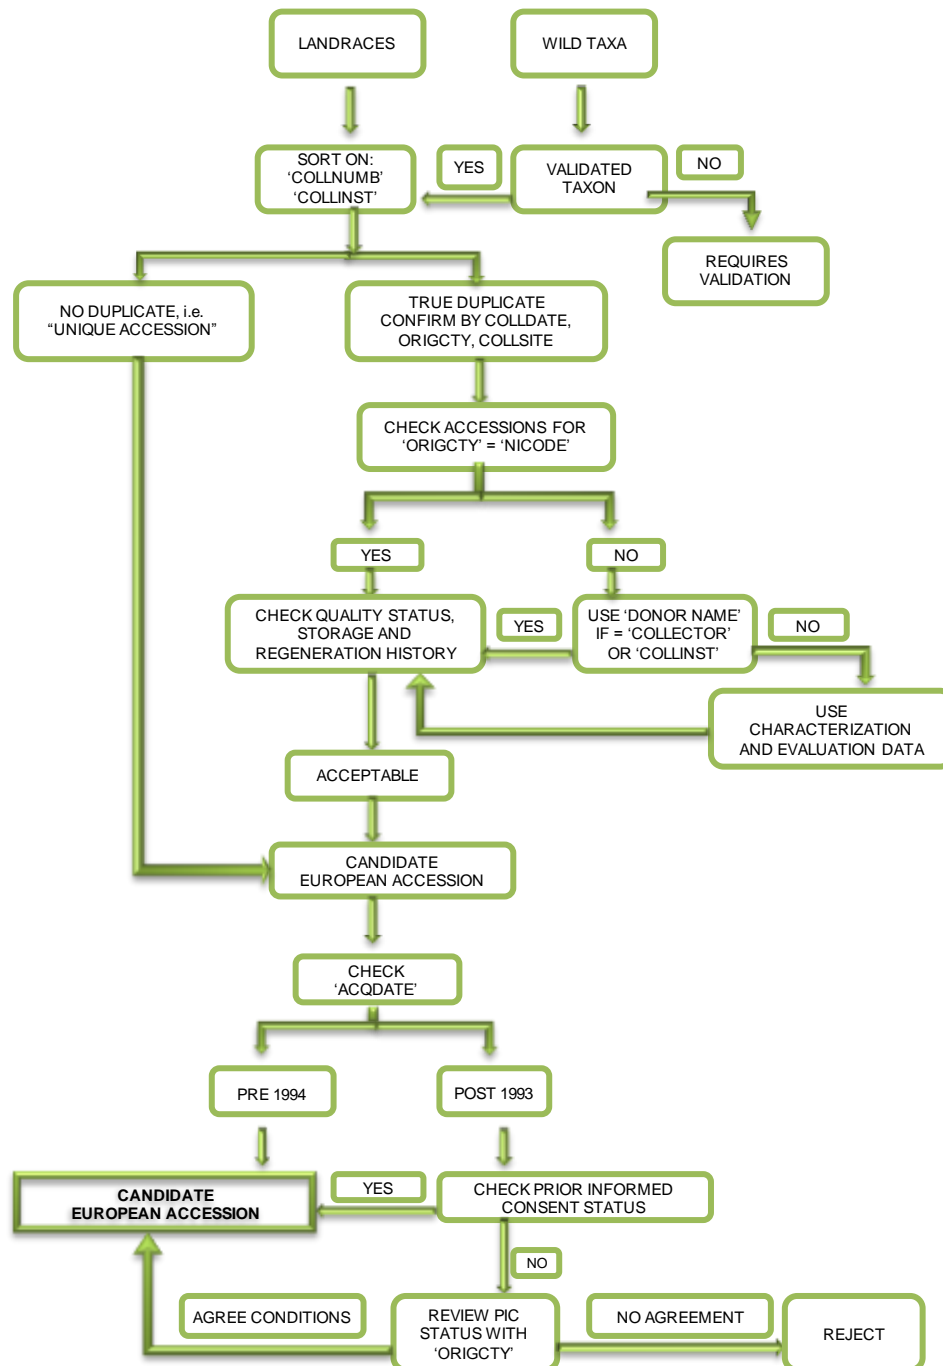 LANDRACES
WILD TAXA
SORT ON:
‘COLLNUMB’
‘COLLINST’
YES
VALIDATED
TAXON
NO
REQUIRES
VALIDATION
NO DUPLICATE, i.e.
“UNIQUE ACCESSION”
TRUE DUPLICATE
CONFIRM BY COLLDATE,
ORIGCTY, COLLSITE
CHECK ACCESSIONS FOR
‘ORIGCTY’ = ‘NICODE’
YES
NO
CHECK QUALITY STATUS,
STORAGE AND
REGENERATION HISTORY
YES
USE ‘DONOR NAME’
IF = ‘COLLECTOR’
OR ‘COLLINST’
NO
USE
CHARACTERIZATION
AND EVALUATION DATA
ACCEPTABLE
CANDIDATE
EUROPEAN ACCESSION
CHECK
‘ACQDATE’
PRE 1994
POST 1993
CANDIDATE
EUROPEAN ACCESSION
YES
CHECK PRIOR INFORMED
CONSENT STATUS
NO
AGREE CONDITIONS
REVIEW PIC
STATUS WITH
‘ORIGCTY’
NO AGREEMENT
REJECT